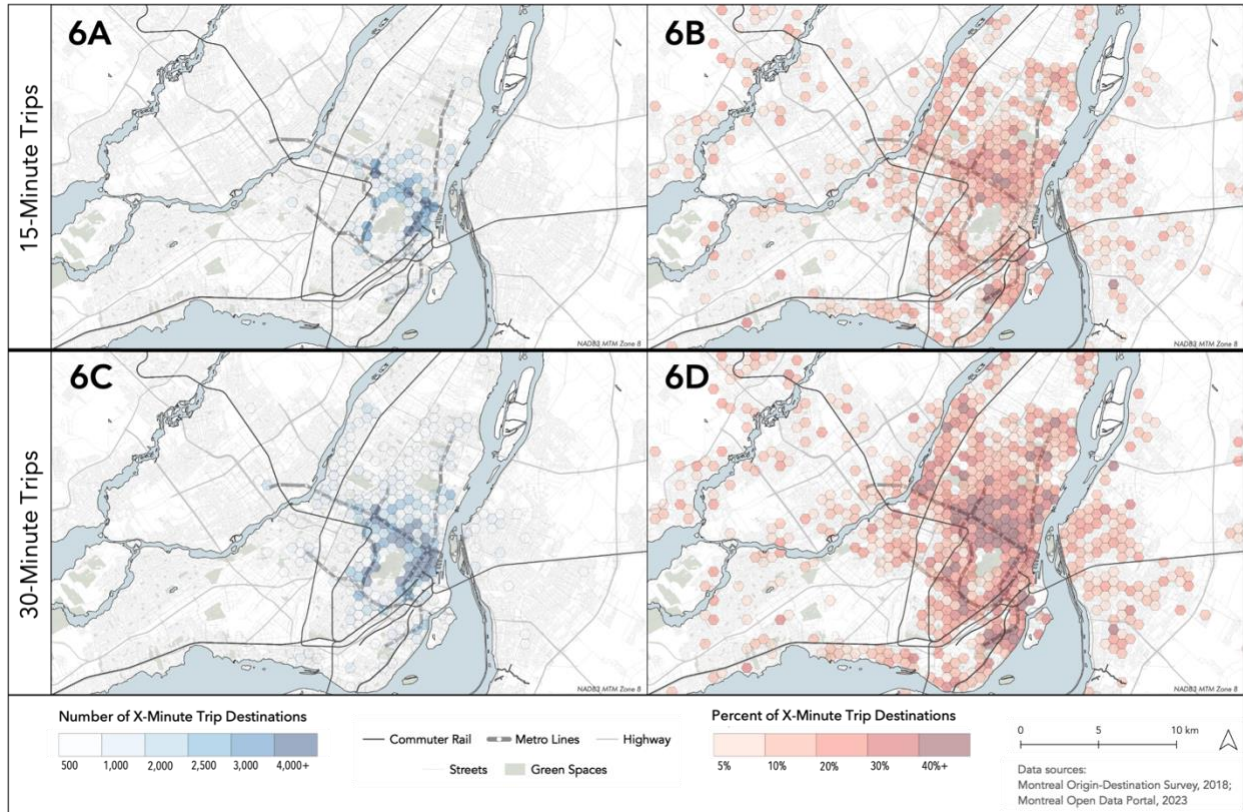 6A
6B
15-Minute Trips
NAD83 MTM Zone 8
NAD83 MTM Zone 8
6C
6D
30-Minute Trips
NAD83 MTM Zone 8
NAD83 MTM Zone 8
Number of X-Minute Trip Destinations
500 1,000 2,000 2,500 3,000 4,000+
Commuter Rail Metro Lines Highway
Streets Green Spaces
Percent of X-Minute Trip Destinations
5% 10% 20% 30% 40%+
0 5 10 km
Data sources:
Montreal Origin-Destination Survey, 2018;
Montreal Open Data Portal, 2023